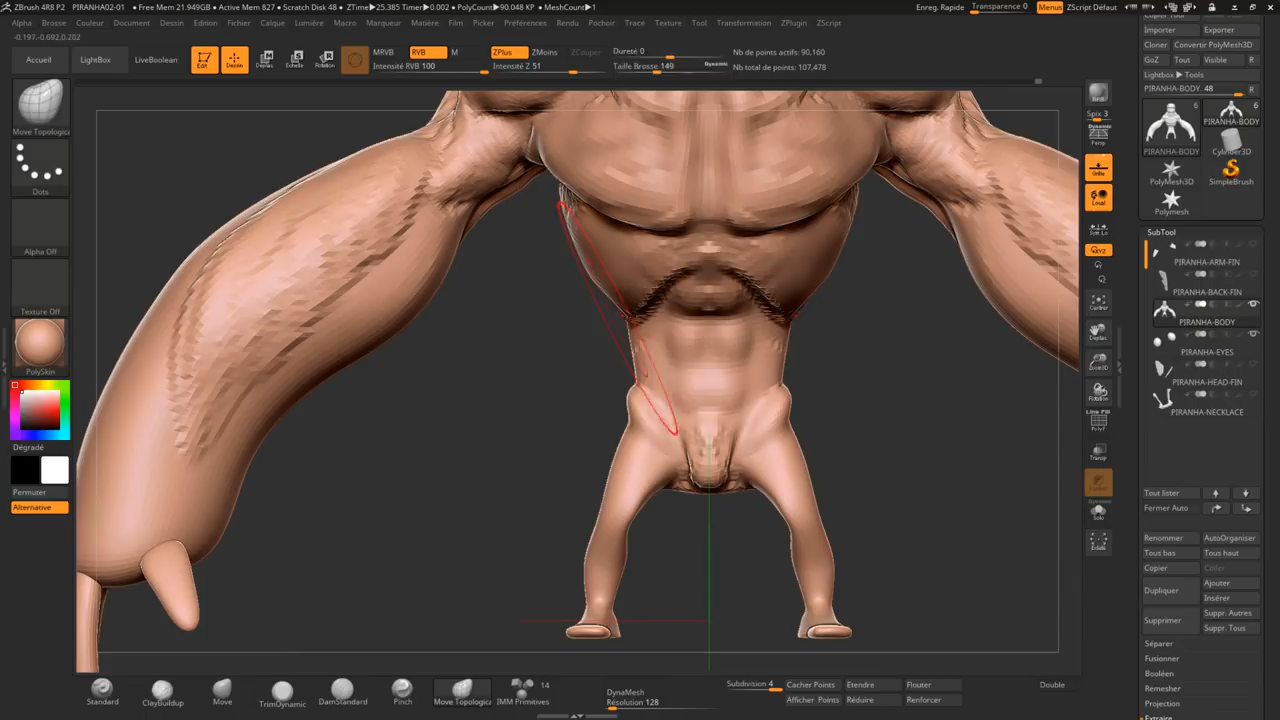 ZBrush 4R8 P2 PIRANHA02-01 • Free Mem 21.949GB • Active Mem 827 • Scratch Disk 48 • ZTime▶25.385 Timer▶0.002 • PolyCount▶90.048 KP • MeshCount▶1
Enreg. Rapide Transparence 0 Menus ZScript Défaut
Alpha Brosse Couleur Document Dessin Edition Fichier Calque Lumière Macro Marqueur Matière Film Picker Préférences Rendu Pochoir Tracé Texture Tool Transformation ZPlugin ZScript
-0.197,-0.692,0.202
Accueil LightBox LiveBoolean Edit Dessin Rotation
MRVB RVB M
Intensité RVB 100
ZPlus ZMoins ZCouper
Intensité Z 51
Dureté 0
Taille Brosse 149 Dynamic
Nb de points actifs: 90,160
Nb total de points: 107,478
Move Topologica
Dots
Alpha Off
Texture Off
PolySkin
Dégradé
Permuter
Alternative
Spix 3
Dynamic
Persp
Local
XYZ
Centrer
Zoom3D
Rotation
Line Fill
PolyF
Transp
Dynamic
Solo
Eclaté
Importer Exporter
Cloner Convertir PolyMesh3D
GoZ Tout Visible R
Lightbox ▶ Tools
PIRANHA-BODY. 48 R
6 6
PIRANHA-BODY
PIRANHA-BODY Cylinder3D
PolyMesh3D SimpleBrush
Polymesh
SubTool
PIRANHA-ARM-FIN
PIRANHA-BACK-FIN
PIRANHA-BODY
PIRANHA-EYES
PIRANHA-HEAD-FIN
PIRANHA-NECKLACE
Tout lister
Fermer Auto
Renommer AutoOrganiser
Tous bas Tous haut
Copier Coller
Dupliquer Ajouter
Insérer
Supprimer Suppr. Autres
Suppr. Tous
Séparer
Fusionner
Booléen
Remesher
Projection
Extraire
Standard ClayBuildup Move TrimDynamic DamStandard Pinch Move Topologica IMM Primitives 14
DynaMesh
Résolution 128
Subdivision 4 Cacher Points Etendre Flouter Double
Afficher Points Réduire Renforcer